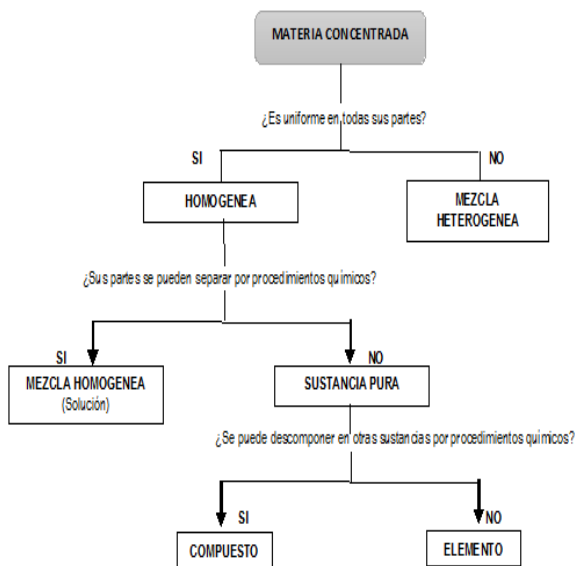 MATERIA CONCENTRADA
¿Es uniforme en todas sus partes?
SI
NO
HOMOGENEA
MEZCLA
HETEROGENEA
¿Sus partes se pueden separar por procedimientos químicos?
SI
NO
MEZCLA HOMOGENEA
(Solución)
SUSTANCIA PURA
¿Se puede descomponer en otras sustancias por procedimientos químicos?
SI
NO
COMPUESTO
ELEMENTO